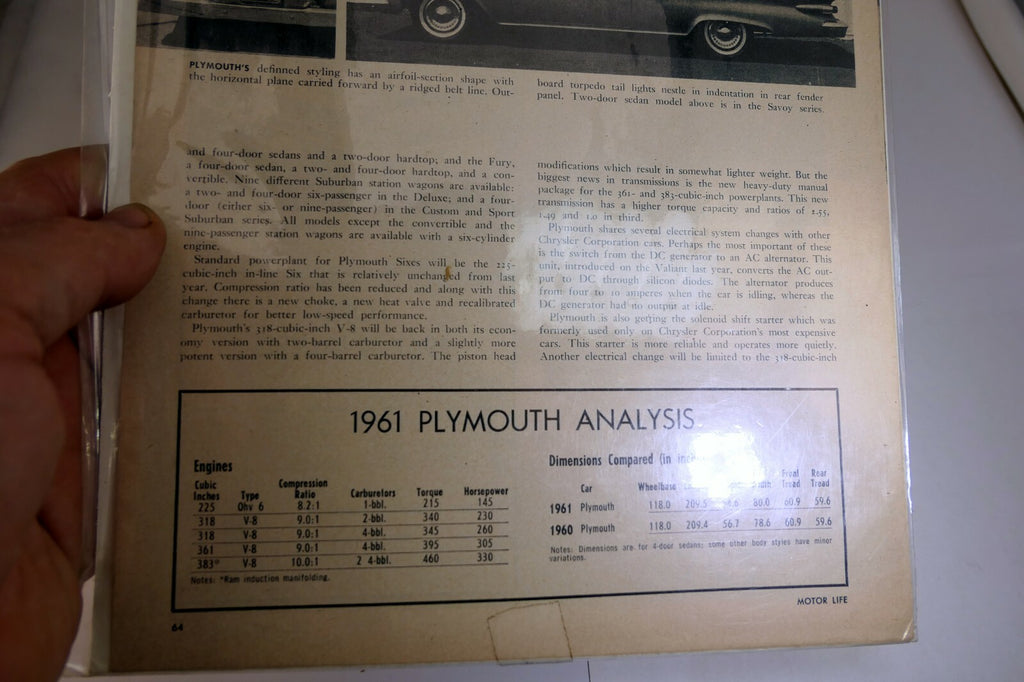 PLYMOUTH'S definned styling has an airfoil-section shape with
the horizontal plane carried forward by a ridged belt line. Out-
board torpedo tail lights nestle in indentation in rear fender
panel. Two-door sedan model above is in the Savoy series.
and four-door sedans and a two-door hardtop; and the Fury,
a four-door sedan, a two- and four-door hardtop, and a con-
vertible. Nine different Suburban station wagons are available:
a two- and four-door six-passenger in the Deluxe; and a four-
door (either six- or nine-passenger) in the Custom and Sport
Suburban series. All models except the convertible and the
nine-passenger station wagons are available with a six-cylinder
engine.
Standard powerplant for Plymouth Sixes will be the 225-
cubic-inch in-line Six that is relatively unchanged from last
year. Compression ratio has been reduced and along with this
change there is a new choke, a new heat valve and recalibrated
carburetor for better low-speed performance.
Plymouth's 318-cubic-inch V-8 will be back in both its econ-
omy version with two-barrel carburetor and a slightly more
potent version with a four-barrel carburetor. The piston head
modifications which result in somewhat lighter weight. But the
biggest news in transmissions is the new heavy-duty manual
package for the 361- and 383-cubic-inch powerplants. This new
transmission has a higher torque capacity and ratios of 2.55,
1.49 and 1.0 in third.
Plymouth shares several electrical system changes with other
Chrysler Corporation cars. Perhaps the most important of these
is the switch from the DC generator to an AC alternator. This
unit, introduced on the Valiant last year, converts the AC out-
put to DC through silicon diodes. The alternator produces
from four to 10 amperes when the car is idling, whereas the
DC generator had no output at idle.
Plymouth is also getting the solenoid shift starter which was
formerly used only on Chrysler Corporation's most expensive
cars. This starter is more reliable and operates more quietly.
Another electrical change will be limited to the 318-cubic-inch
1961 PLYMOUTH ANALYSIS
Engines
Cubic Inches Type Compression Ratio Carburetors Torque Horsepower
225 Ohv 6 8.2:1 1-bbl. 215 145
318 V-8 9.0:1 2-bbl. 340 230
318 V-8 9.0:1 4-bbl. 345 260
361 V-8 9.0:1 4-bbl. 395 305
383* V-8 10.0:1 2 4-bbl. 460 330
Notes: *Ram induction manifolding.
Dimensions Compared (in
Car Wheelbase Front Tread Rear Tread
1961 Plymouth 118.0 209.5 80.0 60.9 59.6
1960 Plymouth 118.0 209.4 56.7 78.6 60.9 59.6
Notes: Dimensions are for 4-door sedans; some other body styles have minor
variations.
MOTOR LIFE
64